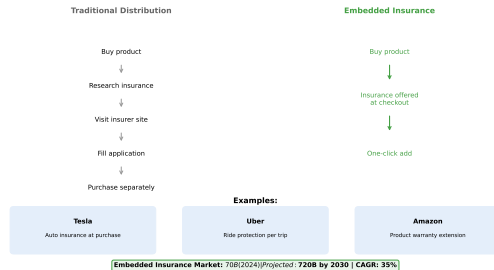 Traditional Distribution
Buy product
Research insurance
Visit insurer site
Fill application
Purchase separately
Embedded Insurance
Buy product
Insurance offered
at checkout
One-click add
Examples:
Tesla
Auto insurance at purchase
Uber
Ride protection per trip
Amazon
Product warranty extension
Embedded Insurance Market: 70B(2024)|Projected: 720B by 2030 | CAGR: 35%